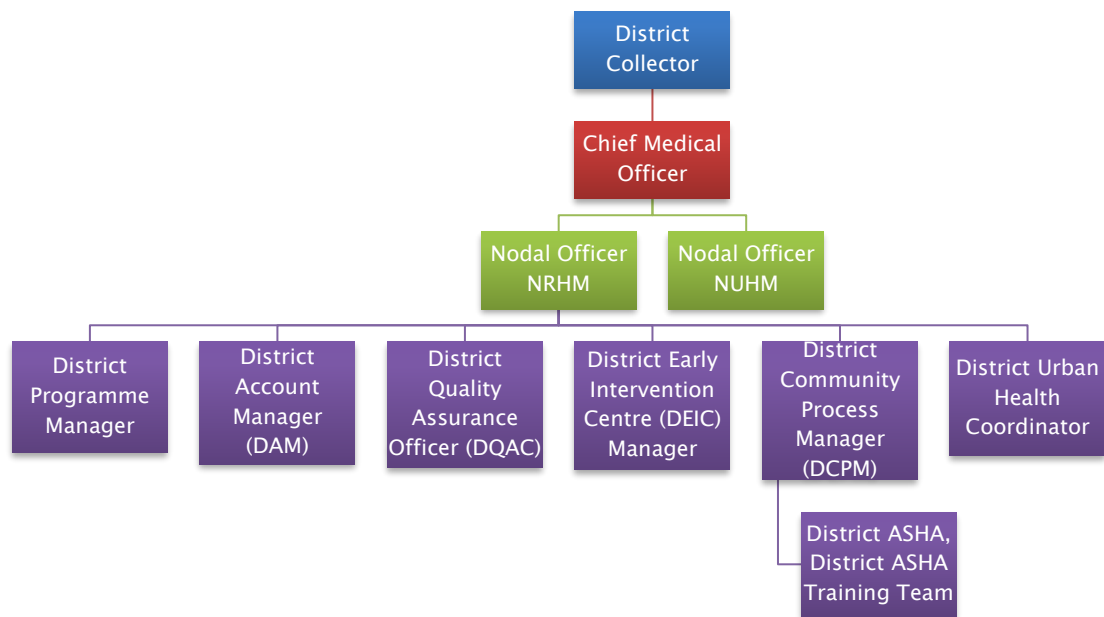 District
Collector
Chief Medical
Officer
Nodal Officer
NRHM
Nodal Officer
NUHM
District
Programme
Manager
District
Account
Manager
(DAM)
District
Quality
Assurance
Officer (DQAC)
District Early
Intervention
Centre (DEIC)
Manager
District
Community
Process
Manager
(DCPM)
District Urban
Health
Coordinator
District ASHA,
District ASHA
Training Team